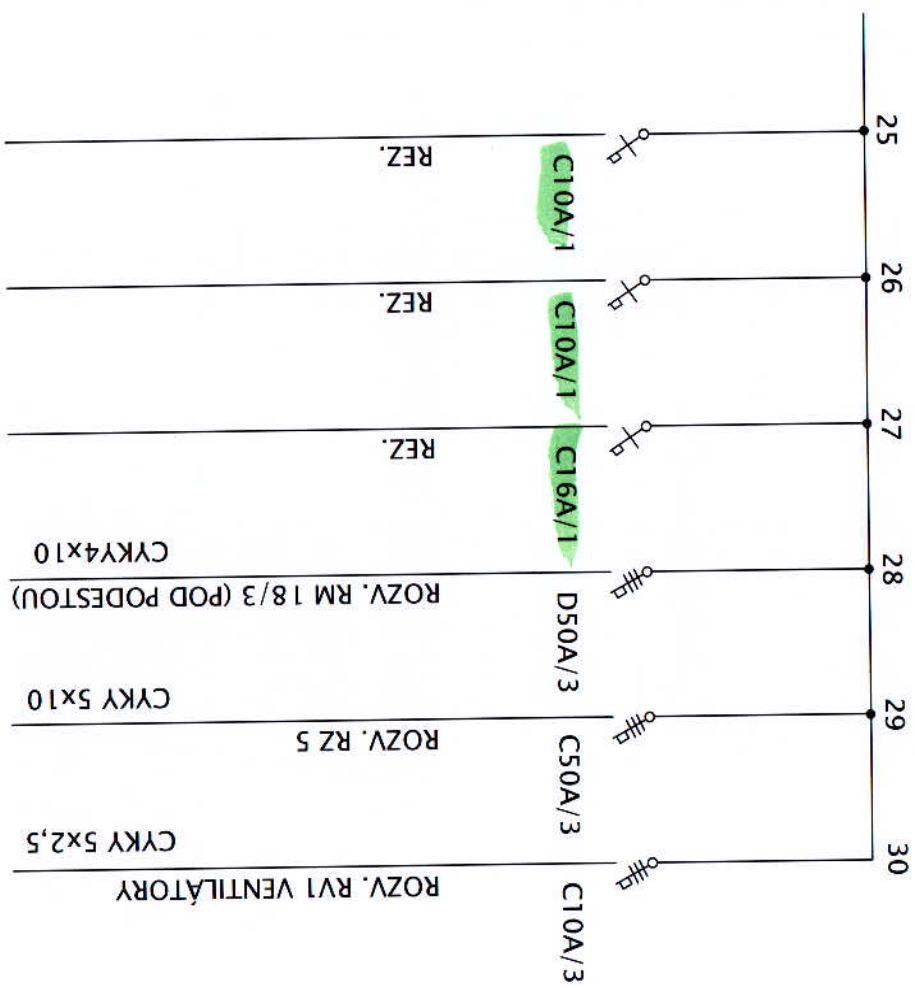 25
C10A/1
REZ.
26
C10A/1
REZ.
27
C16A/1
REZ.
28
D50A/3
ROZV. RM 18/3 (POD PODESTOU)
CYKY4x10
29
C50A/3
ROZV. RZ 5
CYKY 5x10
30
C10A/3
ROZV. RV1 VENTILÁTORY
CYKY 5x2,5